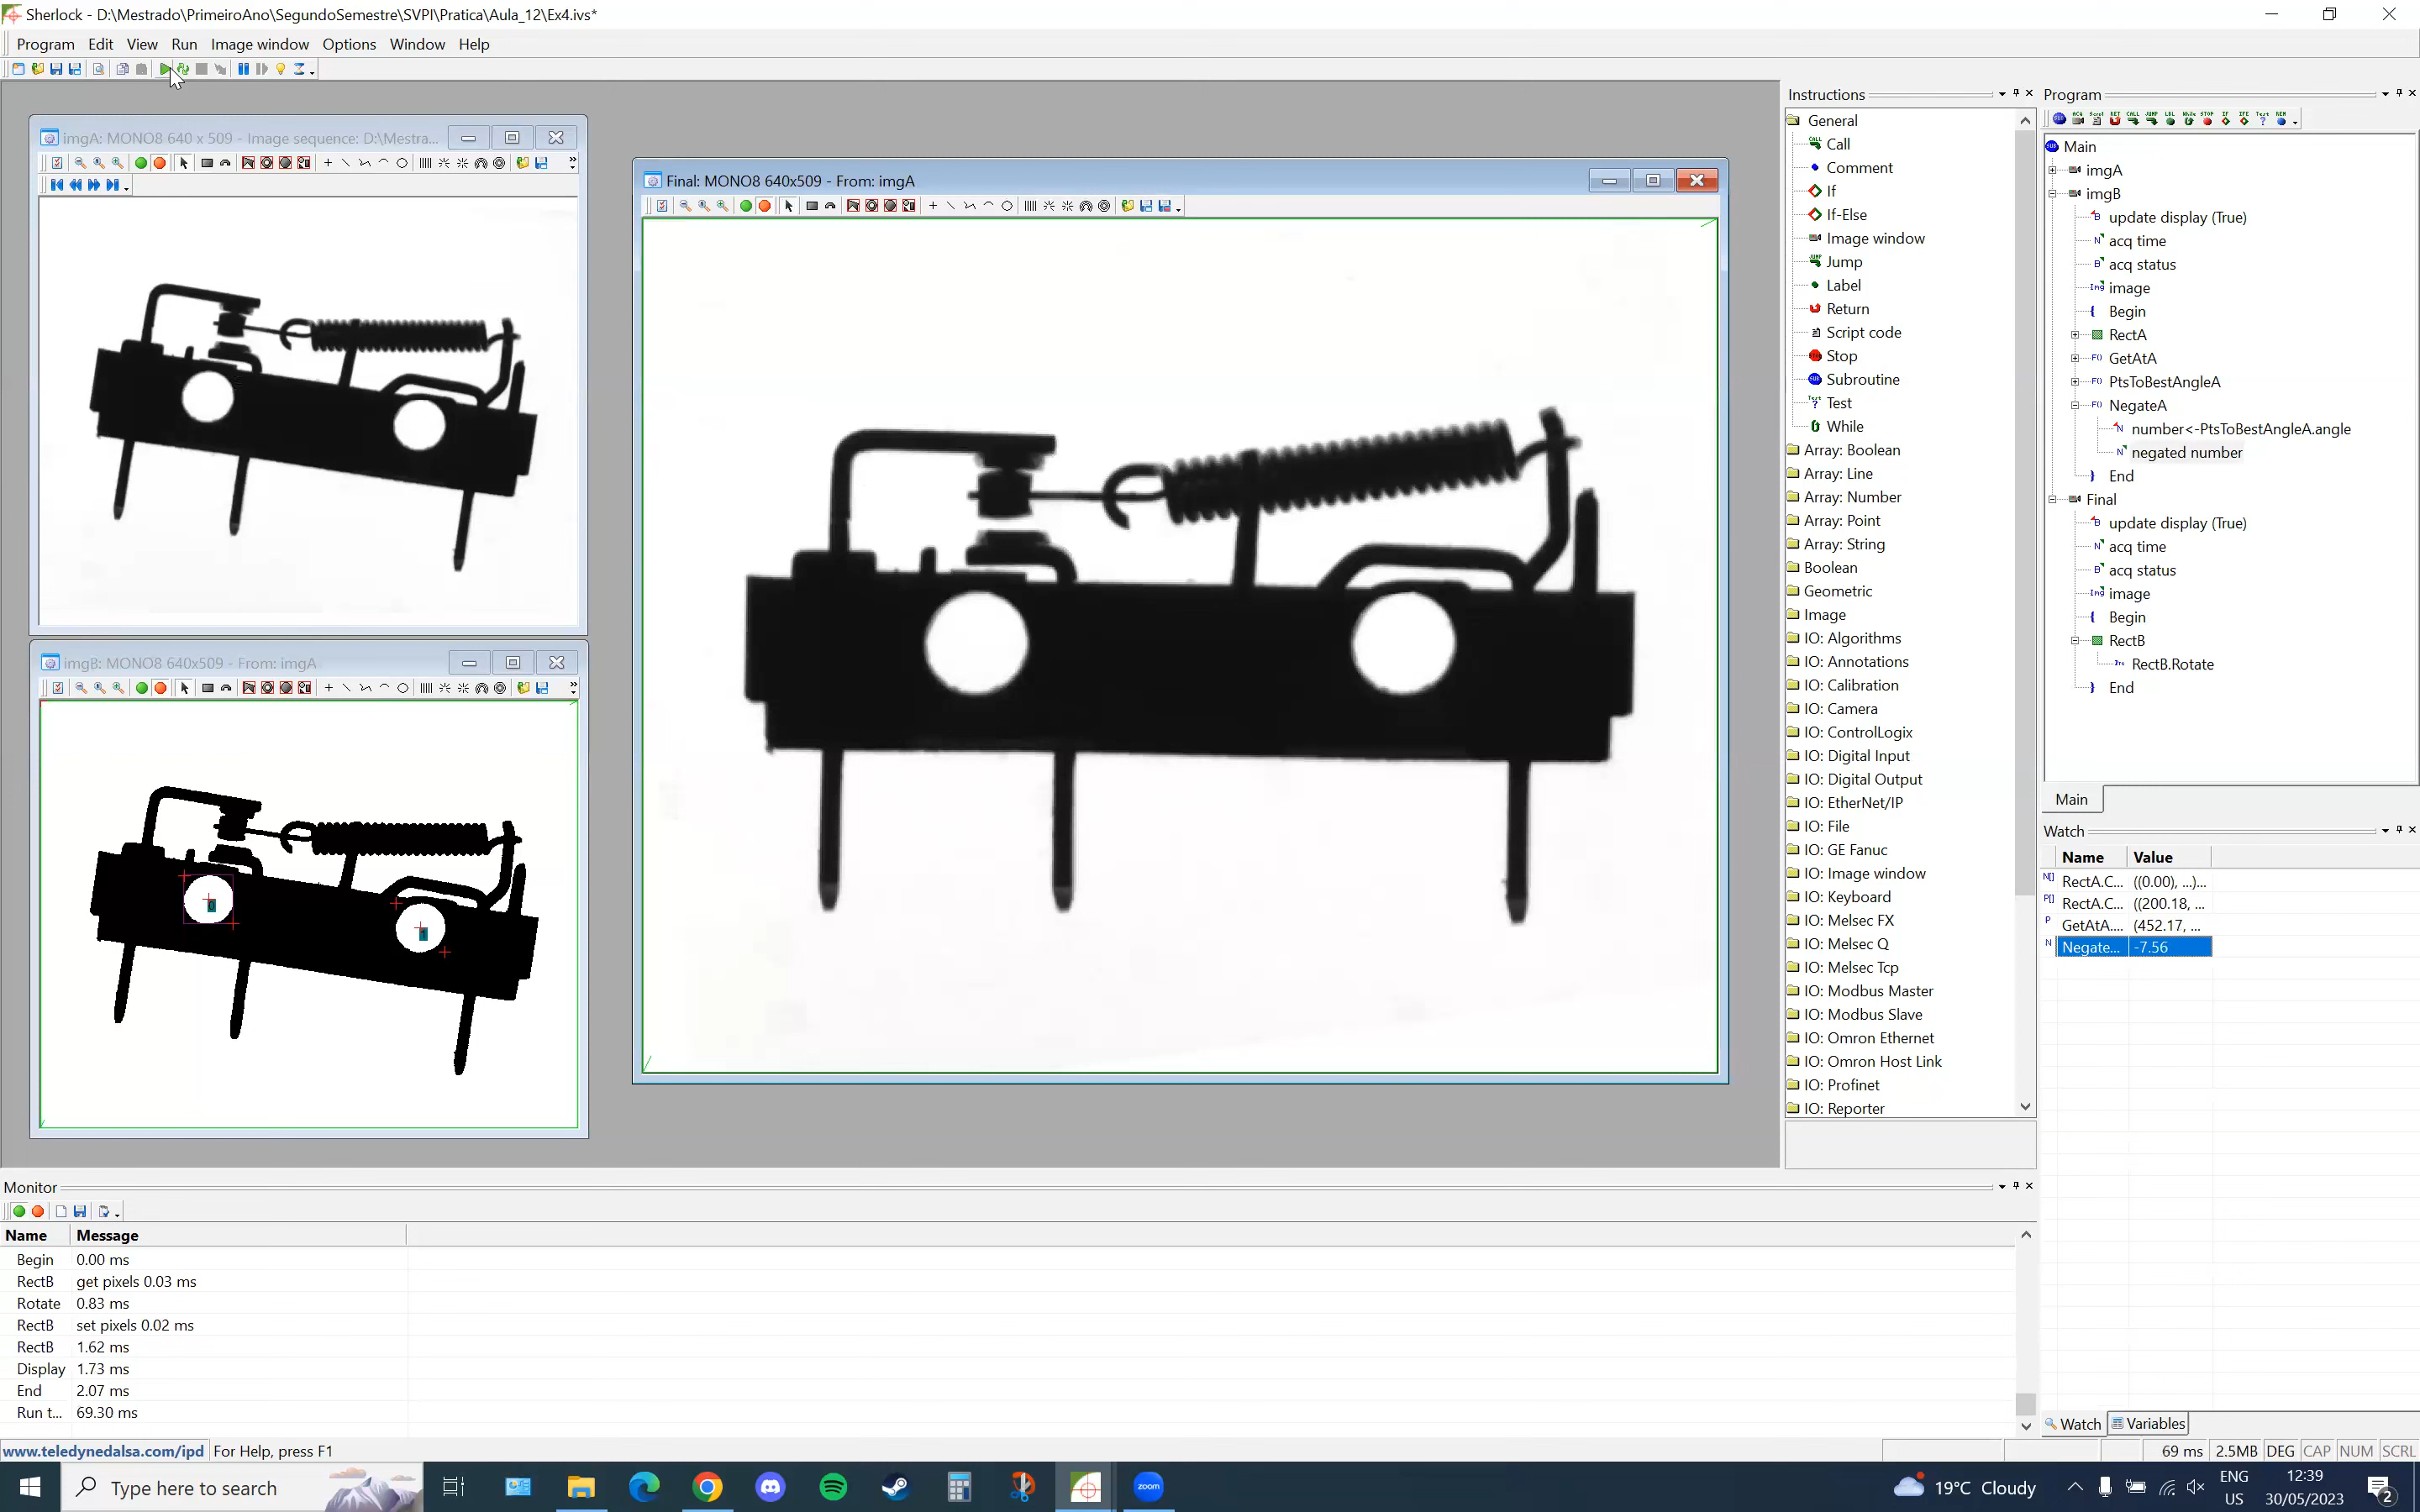 Sherlock - D:\Mestrado\PrimeiroAno\SegundoSemestre\SVPI\Pratica\Aula_12\Ex4.ivs*
Program Edit View Run Image window Options Window Help
imgA: MONO8 640 x 509 - Image sequence: D:\Mestra...
Final: MONO8 640x509 - From: imgA
imgB: MONO8 640x509 - From: imgA
0
1
Instructions
General
Call
Comment
If
If-Else
Image window
Jump
Label
Return
Script code
Stop
Subroutine
Test
While
Array: Boolean
Array: Line
Array: Number
Array: Point
Array: String
Boolean
Geometric
Image
IO: Algorithms
IO: Annotations
IO: Calibration
IO: Camera
IO: ControlLogix
IO: Digital Input
IO: Digital Output
IO: EtherNet/IP
IO: File
IO: GE Fanuc
IO: Image window
IO: Keyboard
IO: Melsec FX
IO: Melsec Q
IO: Melsec Tcp
IO: Modbus Master
IO: Modbus Slave
IO: Omron Ethernet
IO: Omron Host Link
IO: Profinet
IO: Reporter
Program
Main
imgA
imgB
update display (True)
acq time
acq status
image
Begin
RectA
GetAtA
PtsToBestAngleA
NegateA
number<-PtsToBestAngleA.angle
negated number
End
Final
update display (True)
acq time
acq status
image
Begin
RectB
RectB.Rotate
End
Main
Watch
Name Value
RectA.C... ((0.00), ...)...
RectA.C... ((200.18, ...
GetAtA.... (452.17, ...
Negate... -7.56
Watch Variables
Monitor
Name Message
Begin 0.00 ms
RectB get pixels 0.03 ms
Rotate 0.83 ms
RectB set pixels 0.02 ms
RectB 1.62 ms
Display 1.73 ms
End 2.07 ms
Run t... 69.30 ms
www.teledynedalsa.com/ipd For Help, press F1
69 ms 2.5MB DEG CAP NUM SCRL
Type here to search
zoom
19°C Cloudy
ENG
US
12:39
30/05/2023
2